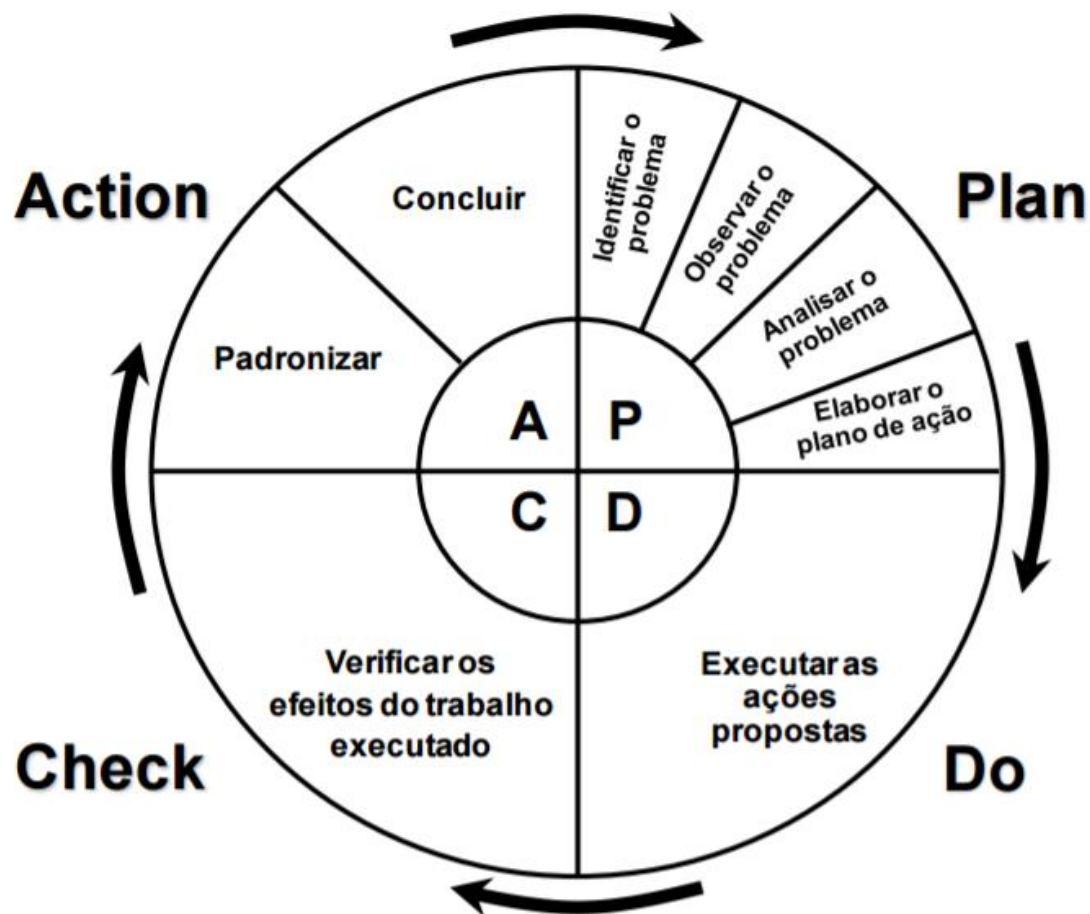 Action
Plan
Concluir
Padronizar
Identificar o
problema
Observar o
problema
Analisar o
problema
Elaborar o
plano de ação
A
P
C
D
Verificar os
efeitos do trabalho
executado
Executar as
ações
propostas
Check
Do